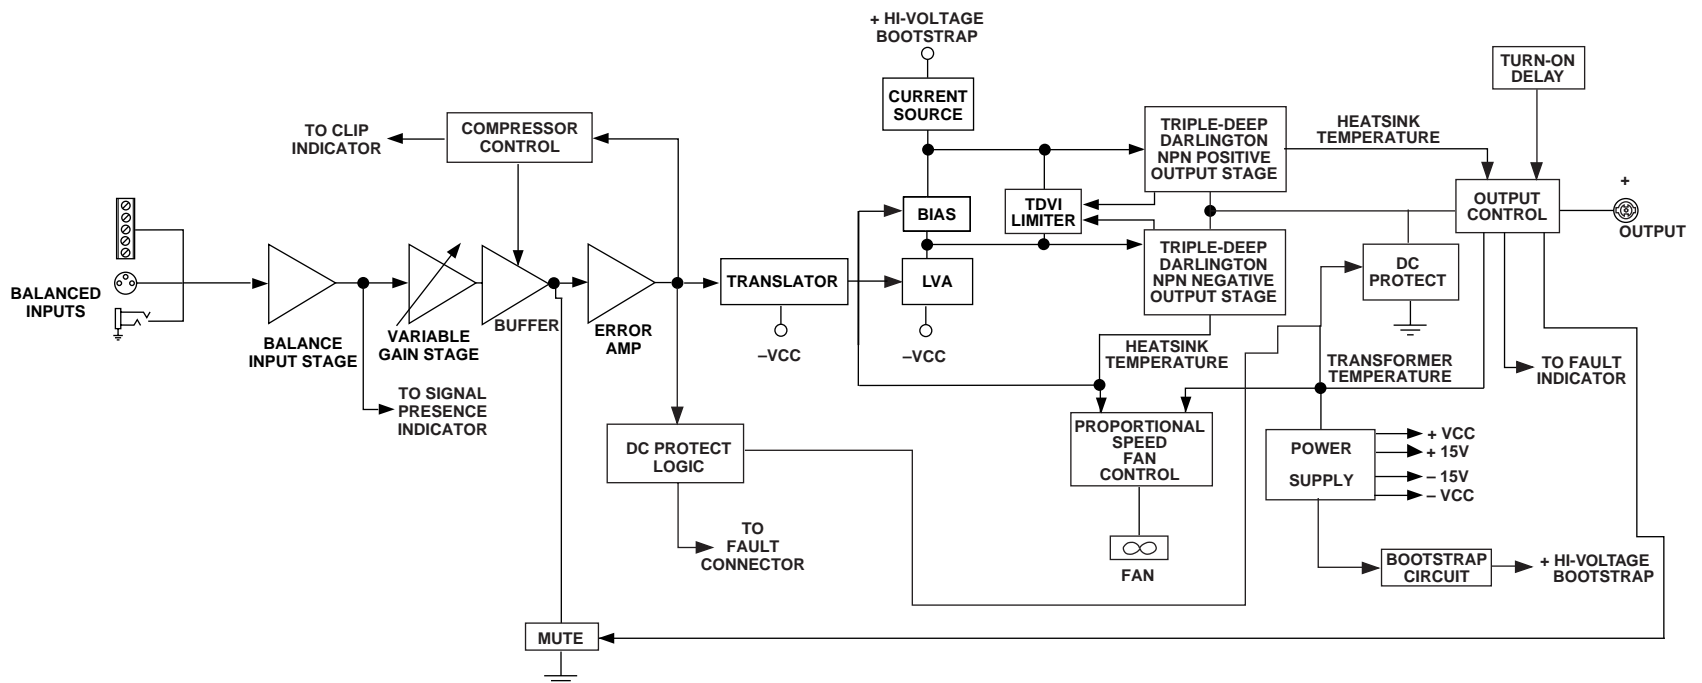 + HI-VOLTAGE
BOOTSTRAP
CURRENT
SOURCE
TURN-ON
DELAY
TO CLIP
INDICATOR
COMPRESSOR
CONTROL
TRIPLE-DEEP
DARLINGTON
NPN POSITIVE
OUTPUT STAGE
HEATSINK
TEMPERATURE
BIAS
TDVI
LIMITER
OUTPUT
CONTROL
+
OUTPUT
BALANCED
INPUTS
BALANCE
INPUT STAGE
VARIABLE
GAIN STAGE
BUFFER
ERROR
AMP
TRANSLATOR
–VCC
LVA
–VCC
TRIPLE-DEEP
DARLINGTON
NPN NEGATIVE
OUTPUT STAGE
DC
PROTECT
HEATSINK
TEMPERATURE
TRANSFORMER
TEMPERATURE
TO FAULT
INDICATOR
TO SIGNAL
PRESENCE
INDICATOR
DC PROTECT
LOGIC
PROPORTIONAL
SPEED
FAN
CONTROL
POWER
SUPPLY
+ VCC
+ 15V
– 15V
– VCC
TO
FAULT
CONNECTOR
FAN
BOOTSTRAP
CIRCUIT
+ HI-VOLTAGE
BOOTSTRAP
MUTE